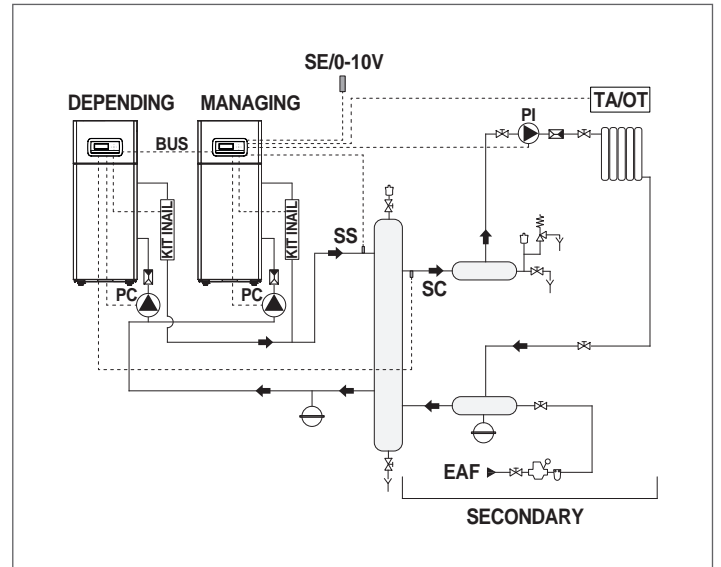 SE/0-10V
DEPENDING
MANAGING
TA/OT
PI
BUS
KIT INAIL
KIT INAIL
SS
SC
PC
PC
EAF
SECONDARY